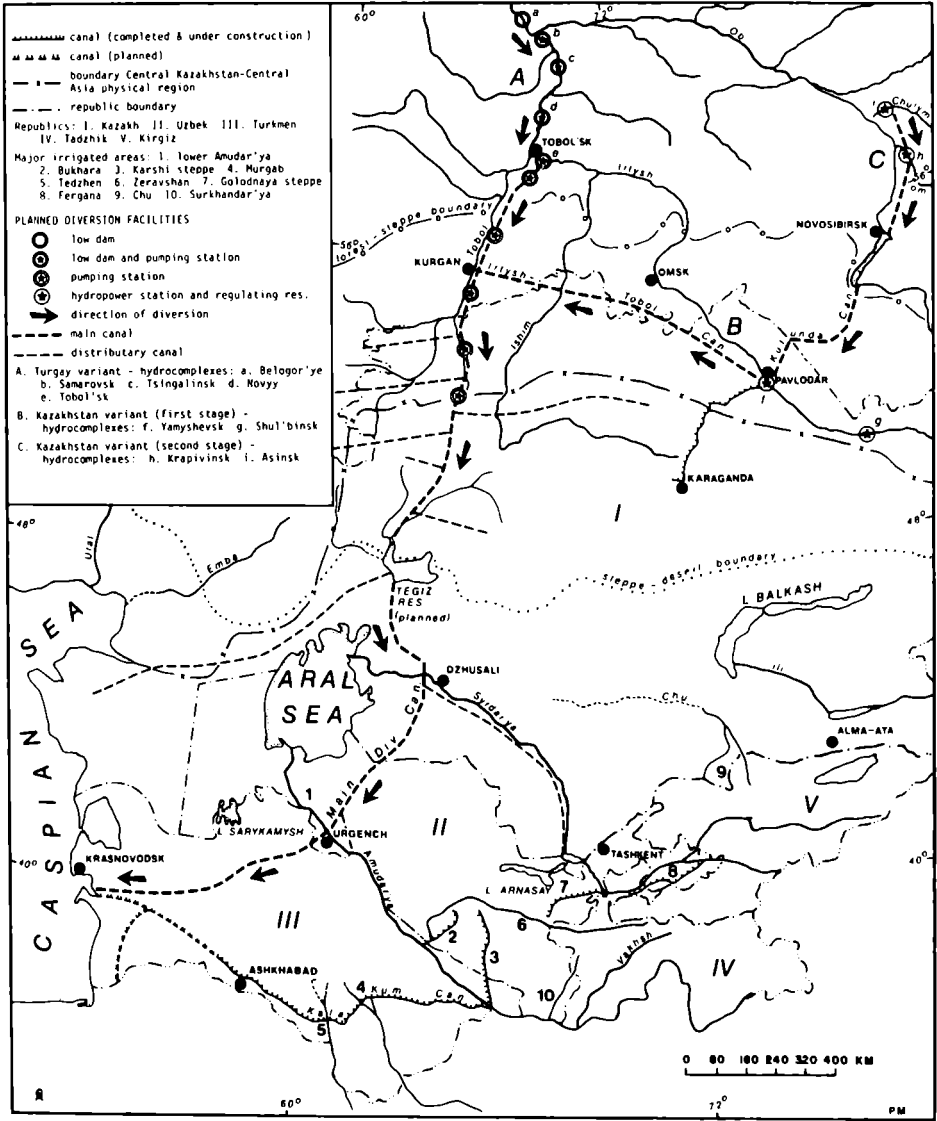 canal (completed & under construction)
canal (planned)
boundary Central Kazakhstan-Central
Asia physical region
republic boundary
Republics: I. Kazakh II. Uzbek III. Turkmen
IV. Tadzhik V. Kirgiz
Major irrigated areas: 1. lower Amudar'ya
2. Bukhara 3. Karshi steppe 4. Murgab
5. Tedzhen 6. Zeravshan 7. Golodnaya steppe
8. Fergana 9. Chu 10. Surkhandar'ya
PLANNED DIVERSION FACILITIES
low dam
low dam and pumping station
pumping station
hydropower station and regulating res.
direction of diversion
main canal
distributary canal
A. Turgay variant - hydrocomplexes: a. Belogor'ye
b. Samarovsk c. Tsingalinsk d. Novyy
e. Tobol'sk
B. Kazakhstan variant (first stage) -
hydrocomplexes: f. Yamyshevsk g. Shul'binsk
C. Kazakhstan variant (second stage) -
hydrocomplexes: h. Krapivinsk i. Asinsk
60
72
a
b
Ob
c
A
d
i
Chulym
TOBOL'SK
e
Irtysh
C
h
56
forest-steppe boundary
56°
Tobol
NOVOSIBIRSK
KURGAN
Irtysh
OMSK
Tobol
Can
Can
Kulunda
B
Ishim
PAVLODAR
g
KARAGANDA
I
48°
48
Ural
Emba
steppe-desert boundary
TEGIZ
RES
(planned)
L BALKASH
Ili
CASPIAN SEA
ARAL
SEA
DZHUSALI
Syrdarya
Chu
ALMA-ATA
Main Div. Can
9
V
1
L SARYKAMYSH
URGENCH
II
TASHKENT
40°
40
KRASNOVODSK
Amudarya
L ARNASAY
7
8
III
2
6
3
Vakhsh
IV
ASHKHABAD
4
Kara Kum Can
5
10
0 80 160 240 320 400 KM
60
72
PM